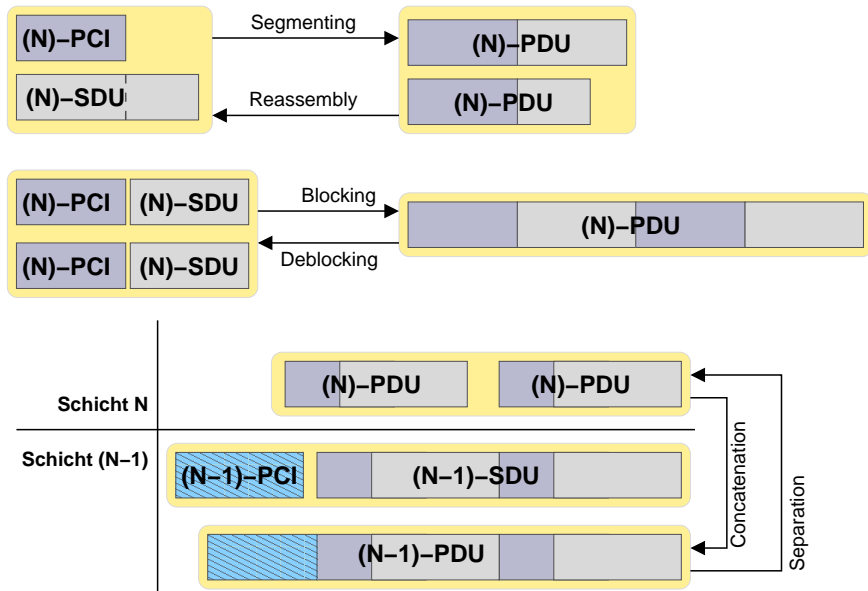 (N)–PCI
Segmenting
(N)–PDU
(N)–SDU
Reassembly
(N)–PDU
(N)–PCI (N)–SDU
Blocking
(N)–PDU
Deblocking
(N)–PCI (N)–SDU
(N)–PDU (N)–PDU
Schicht N
Schicht (N–1)
(N–1)–PCI (N–1)–SDU
(N–1)–PDU
Concatenation
Separation